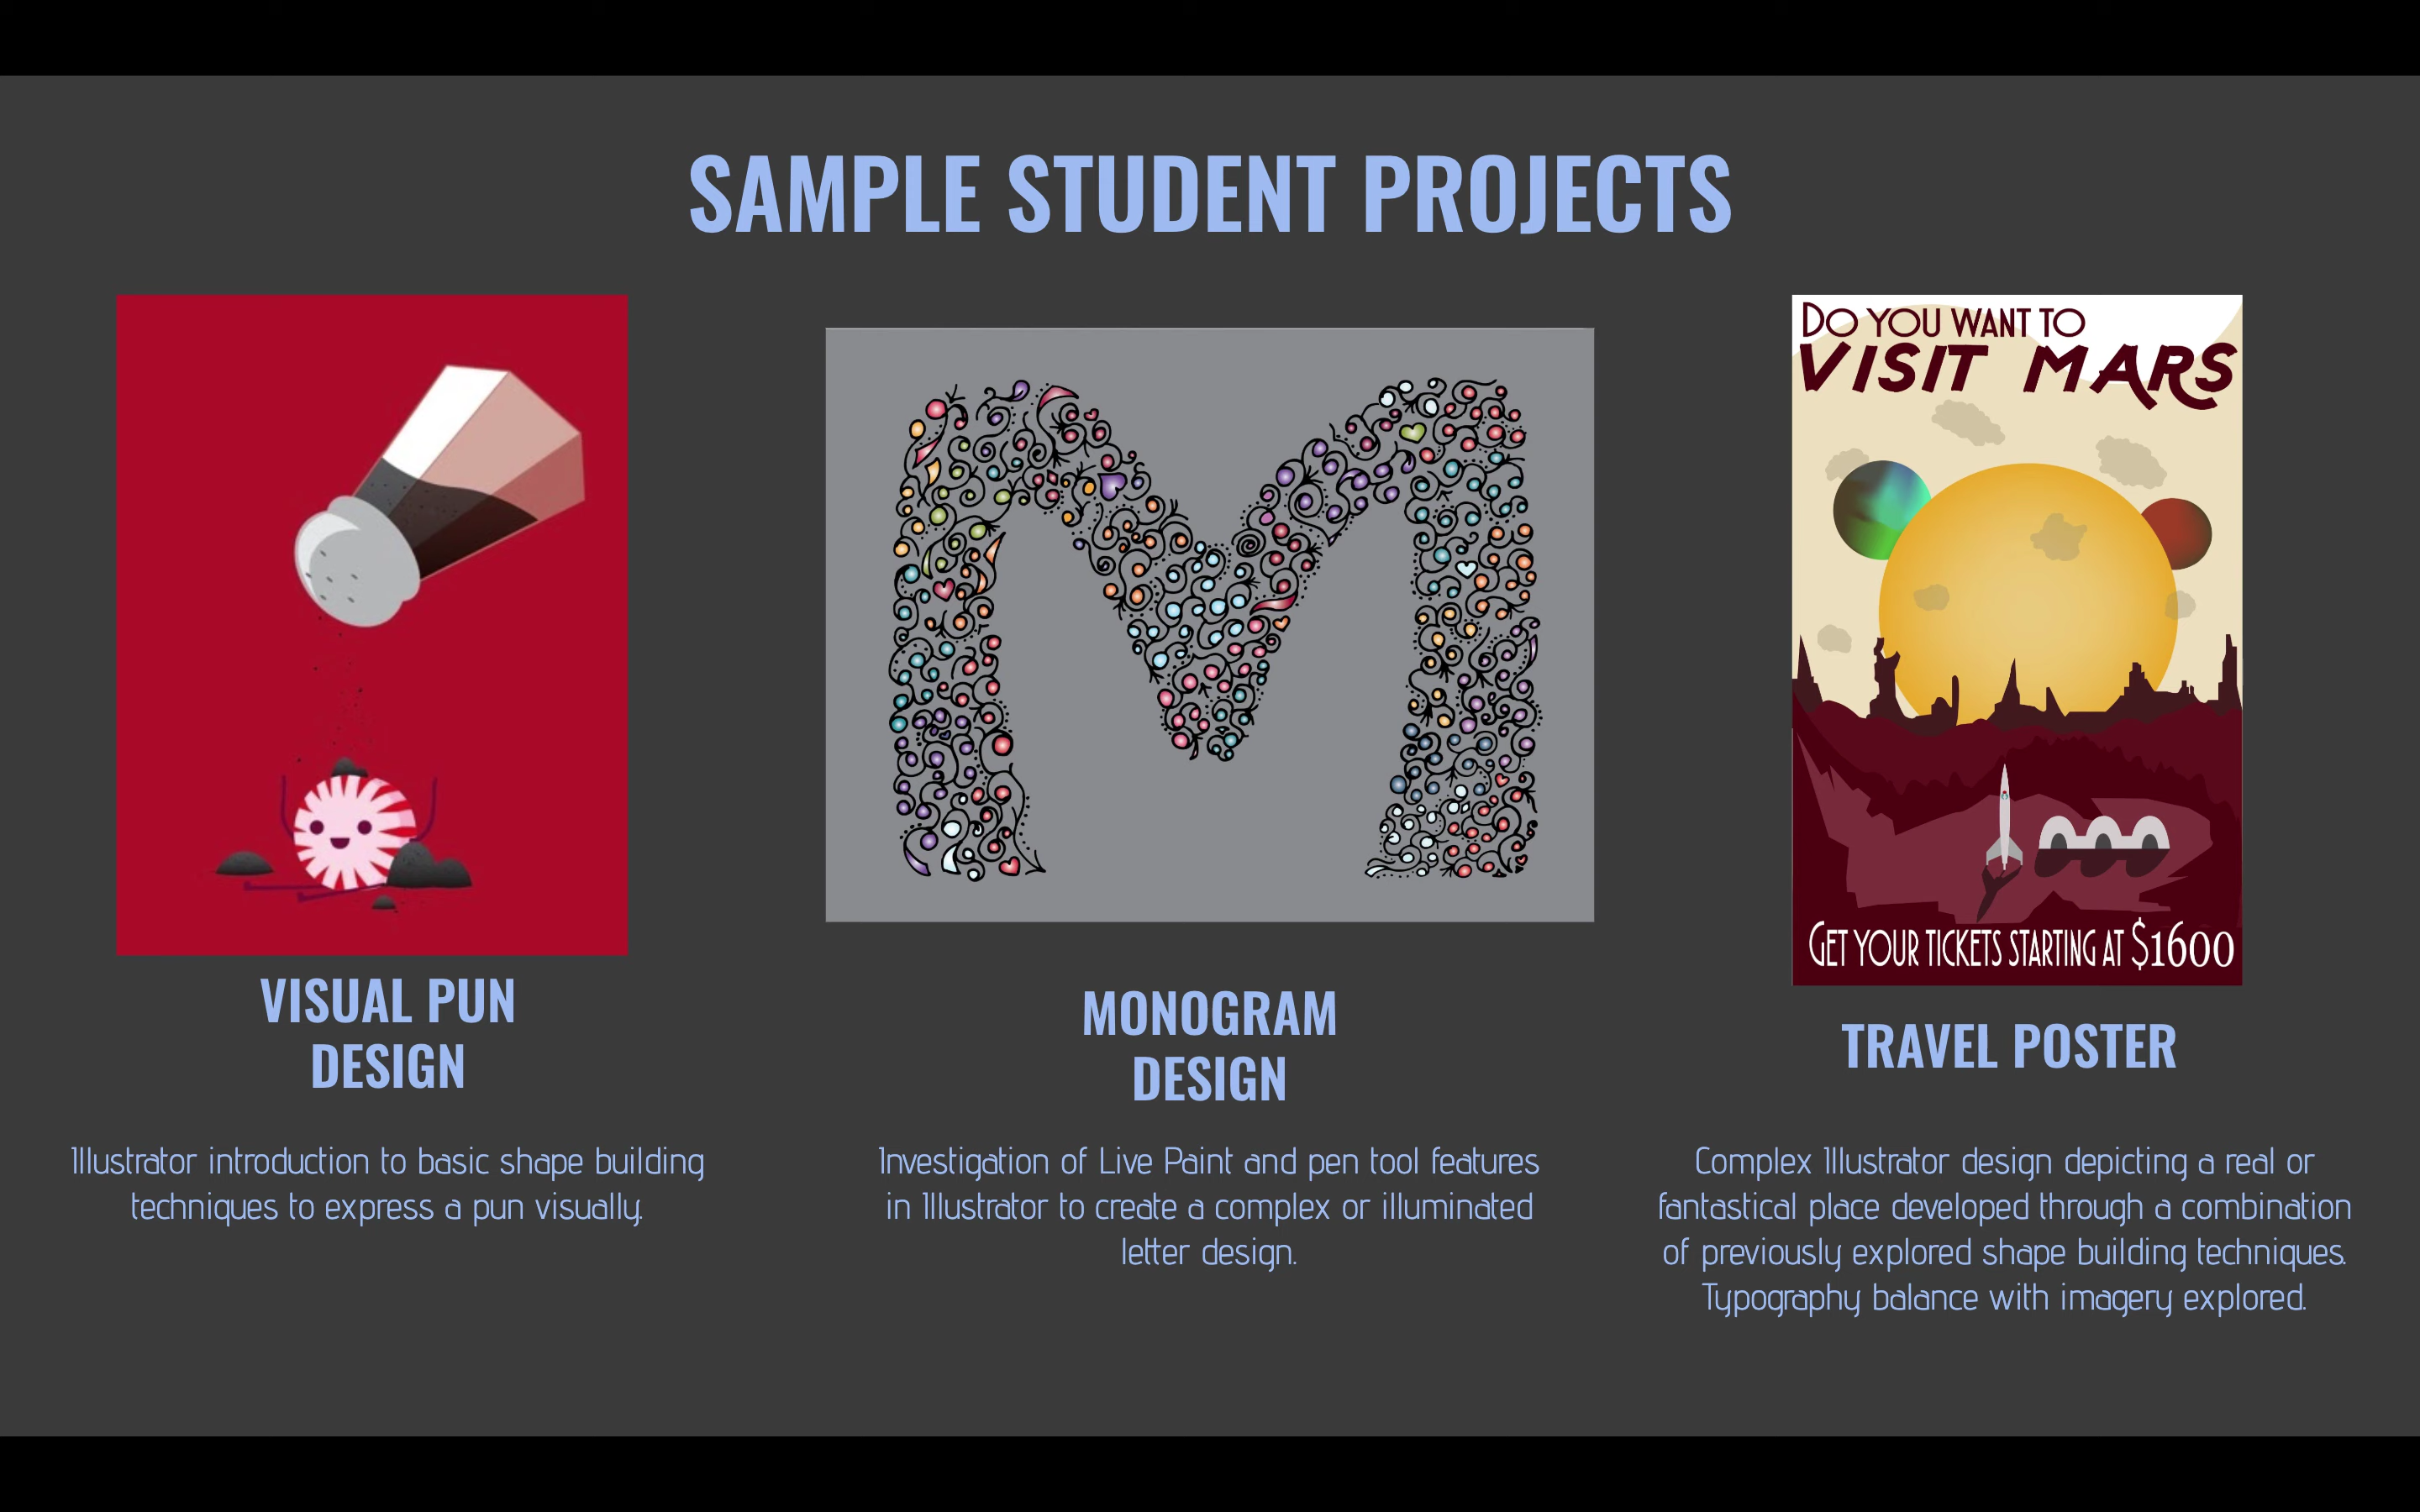 SAMPLE STUDENT PROJECTS
VISUAL PUN
DESIGN
Illustrator introduction to basic shape building
techniques to express a pun visually.
M
MONOGRAM
DESIGN
Investigation of Live Paint and pen tool features
in Illustrator to create a complex or illuminated
letter design.
DO YOU WANT TO
VISIT MARS
GET YOUR TICKETS STARTING AT $1600
TRAVEL POSTER
Complex Illustrator design depicting a real or
fantastical place developed through a combination
of previously explored shape building techniques.
Typography balance with imagery explored.